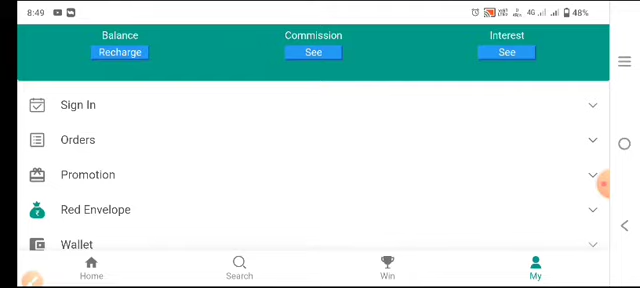 8:49 4G 48%
Balance Commission Interest
Recharge See See
Sign In
Orders
Promotion
Red Envelope
Wallet
Home Search Win My